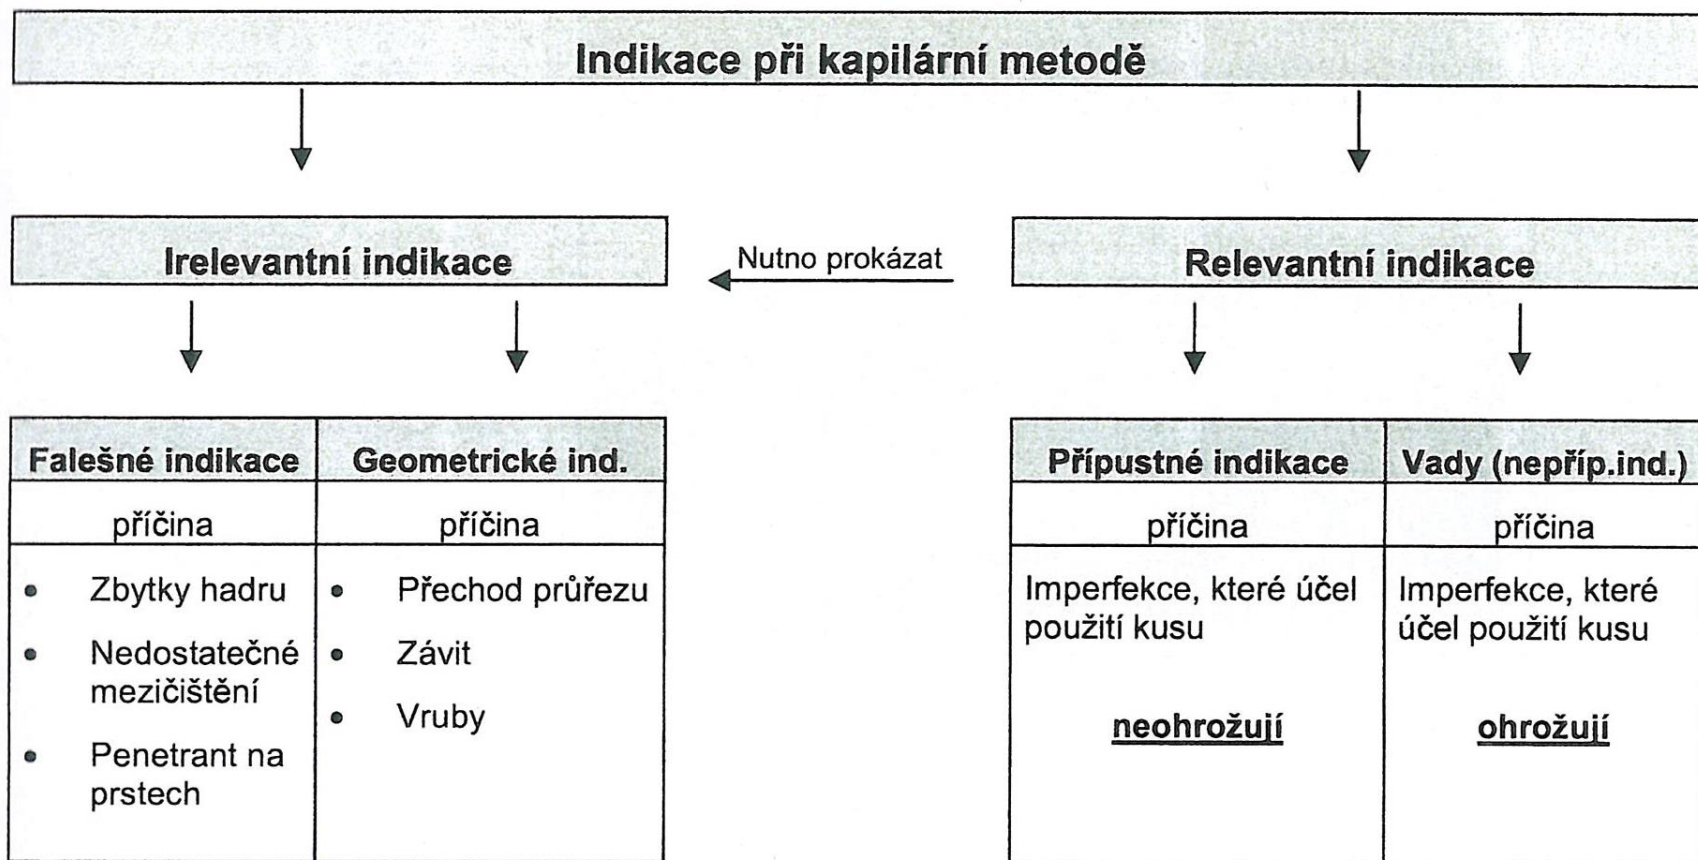 Indikace při kapilární metodě
Irelevantní indikace
Nutno prokázat
Relevantní indikace
Falešné indikace
příčina
• Zbytky hadru
• Nedostatečné
mezičištění
• Penetrant na
prstech
Geometrické ind.
příčina
• Přechod průřezu
• Závit
• Vruby
Přípustné indikace
příčina
Imperfekce, které účel
použití kusu
neohrožují
Vady (nepříp.ind.)
příčina
Imperfekce, které
účel použití kusu
ohrožují